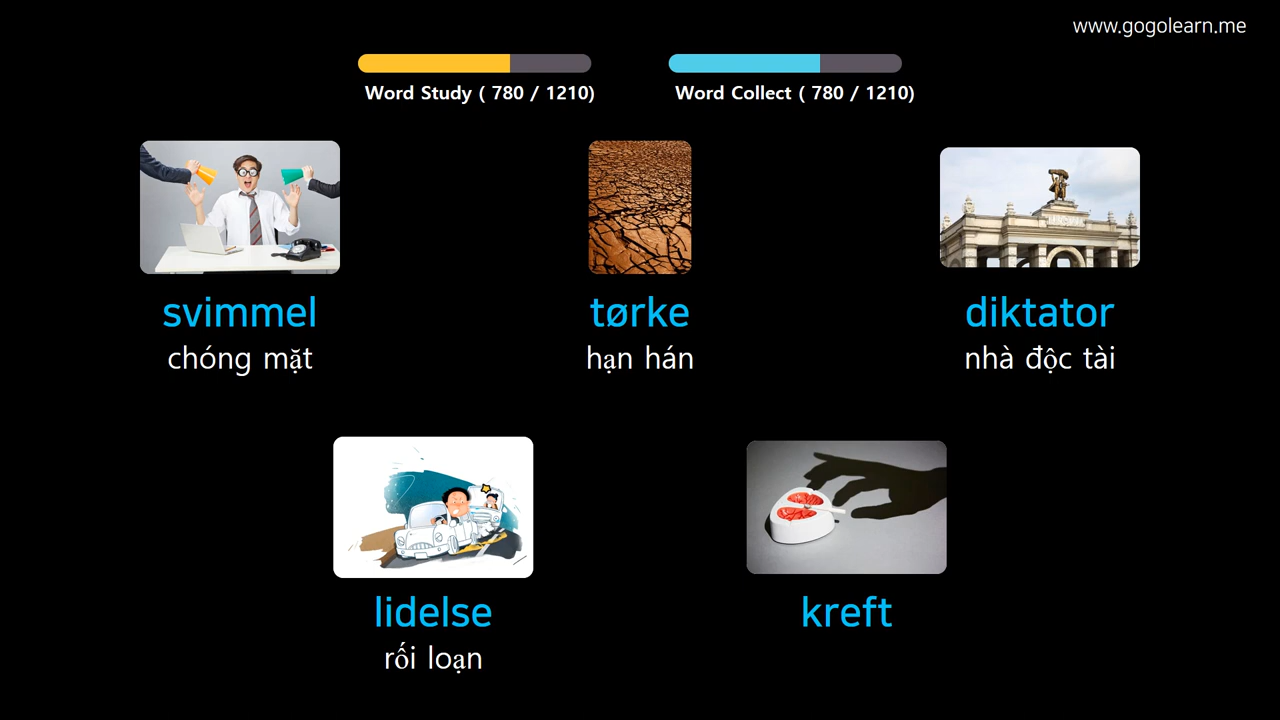 www.gogolearn.me
Word Study ( 780 / 1210)
Word Collect ( 780 / 1210)
svimmel
chóng mặt
tørke
hạn hán
diktator
nhà độc tài
lidelse
rối loạn
kreft